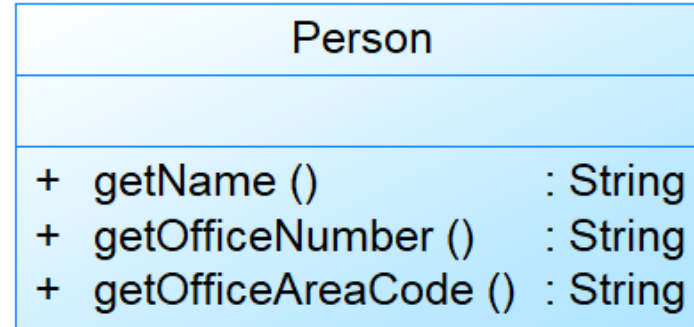 Person
+ getName () : String
+ getOfficeNumber () : String
+ getOfficeAreaCode () : String